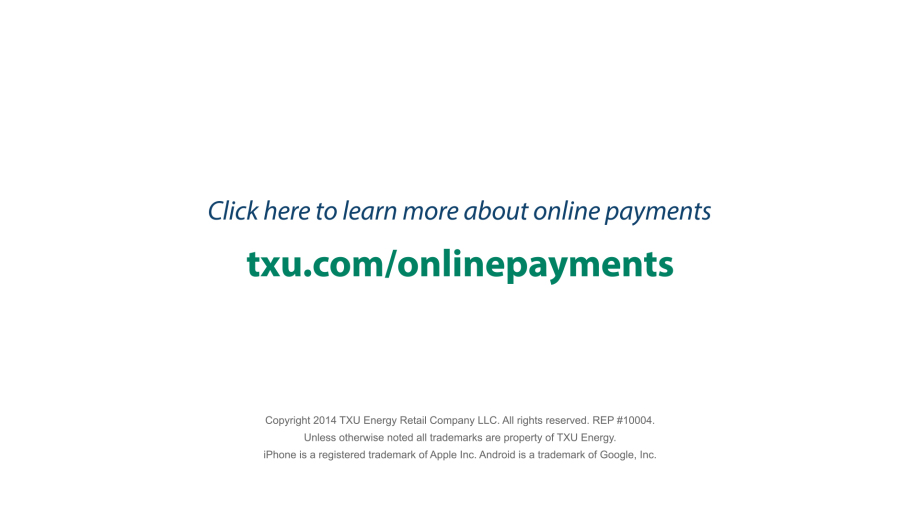 Click here to learn more about online payments
txu.com/onlinepayments
Copyright 2014 TXU Energy Retail Company LLC. All rights reserved. REP #10004.
Unless otherwise noted all trademarks are property of TXU Energy.
iPhone is a registered trademark of Apple Inc. Android is a trademark of Google, Inc.